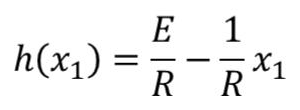 h(x₁) = E/R − 1/R x₁